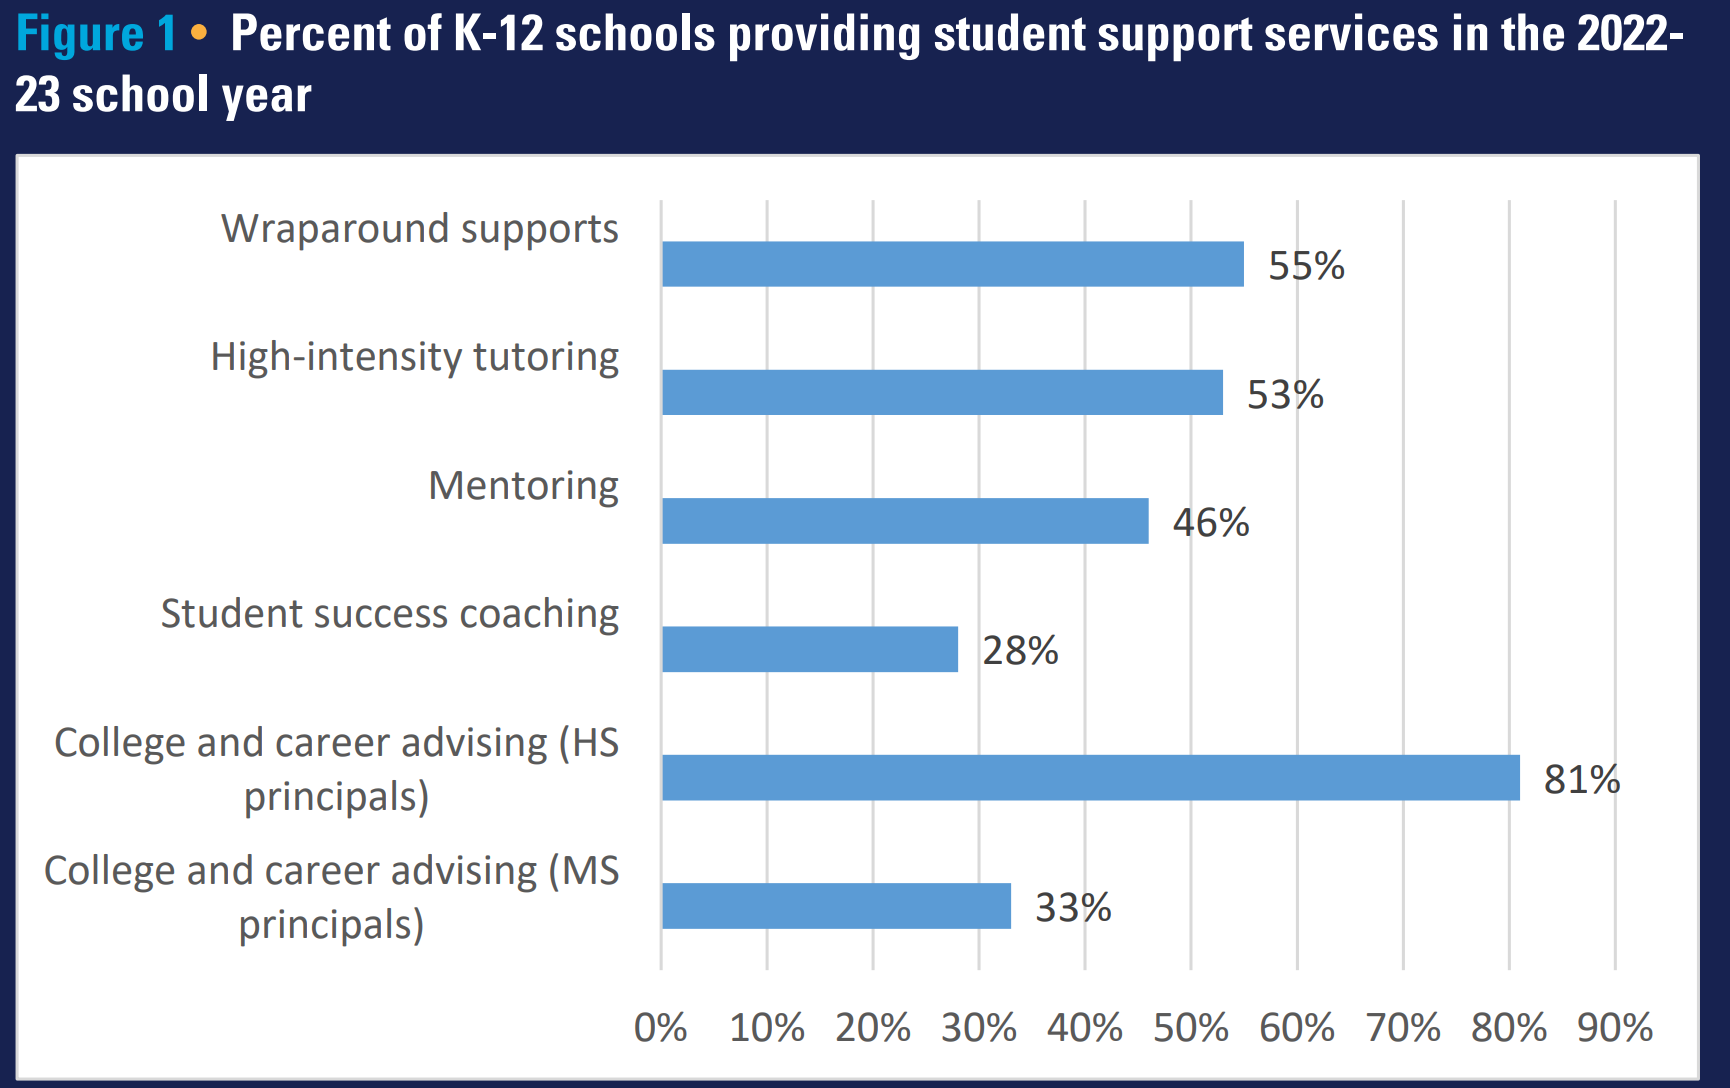 Figure 1 • Percent of K-12 schools providing student support services in the 2022-
23 school year
Wraparound supports
55%
High-intensity tutoring
53%
Mentoring
46%
Student success coaching
28%
College and career advising (HS
principals)
81%
College and career advising (MS
principals)
33%
0% 10% 20% 30% 40% 50% 60% 70% 80% 90%